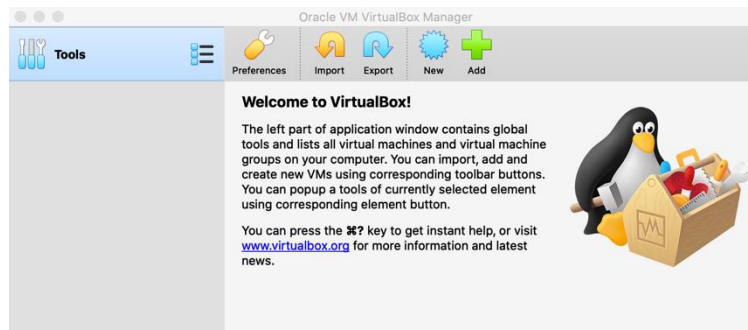 Oracle VM VirtualBox Manager
Tools
Preferences
Import
Export
New
Add
Welcome to VirtualBox!
The left part of application window contains global
tools and lists all virtual machines and virtual machine
groups on your computer. You can import, add and
create new VMs using corresponding toolbar buttons.
You can popup a tools of currently selected element
using corresponding element button.
You can press the ⌘? key to get instant help, or visit
www.virtualbox.org for more information and latest
news.